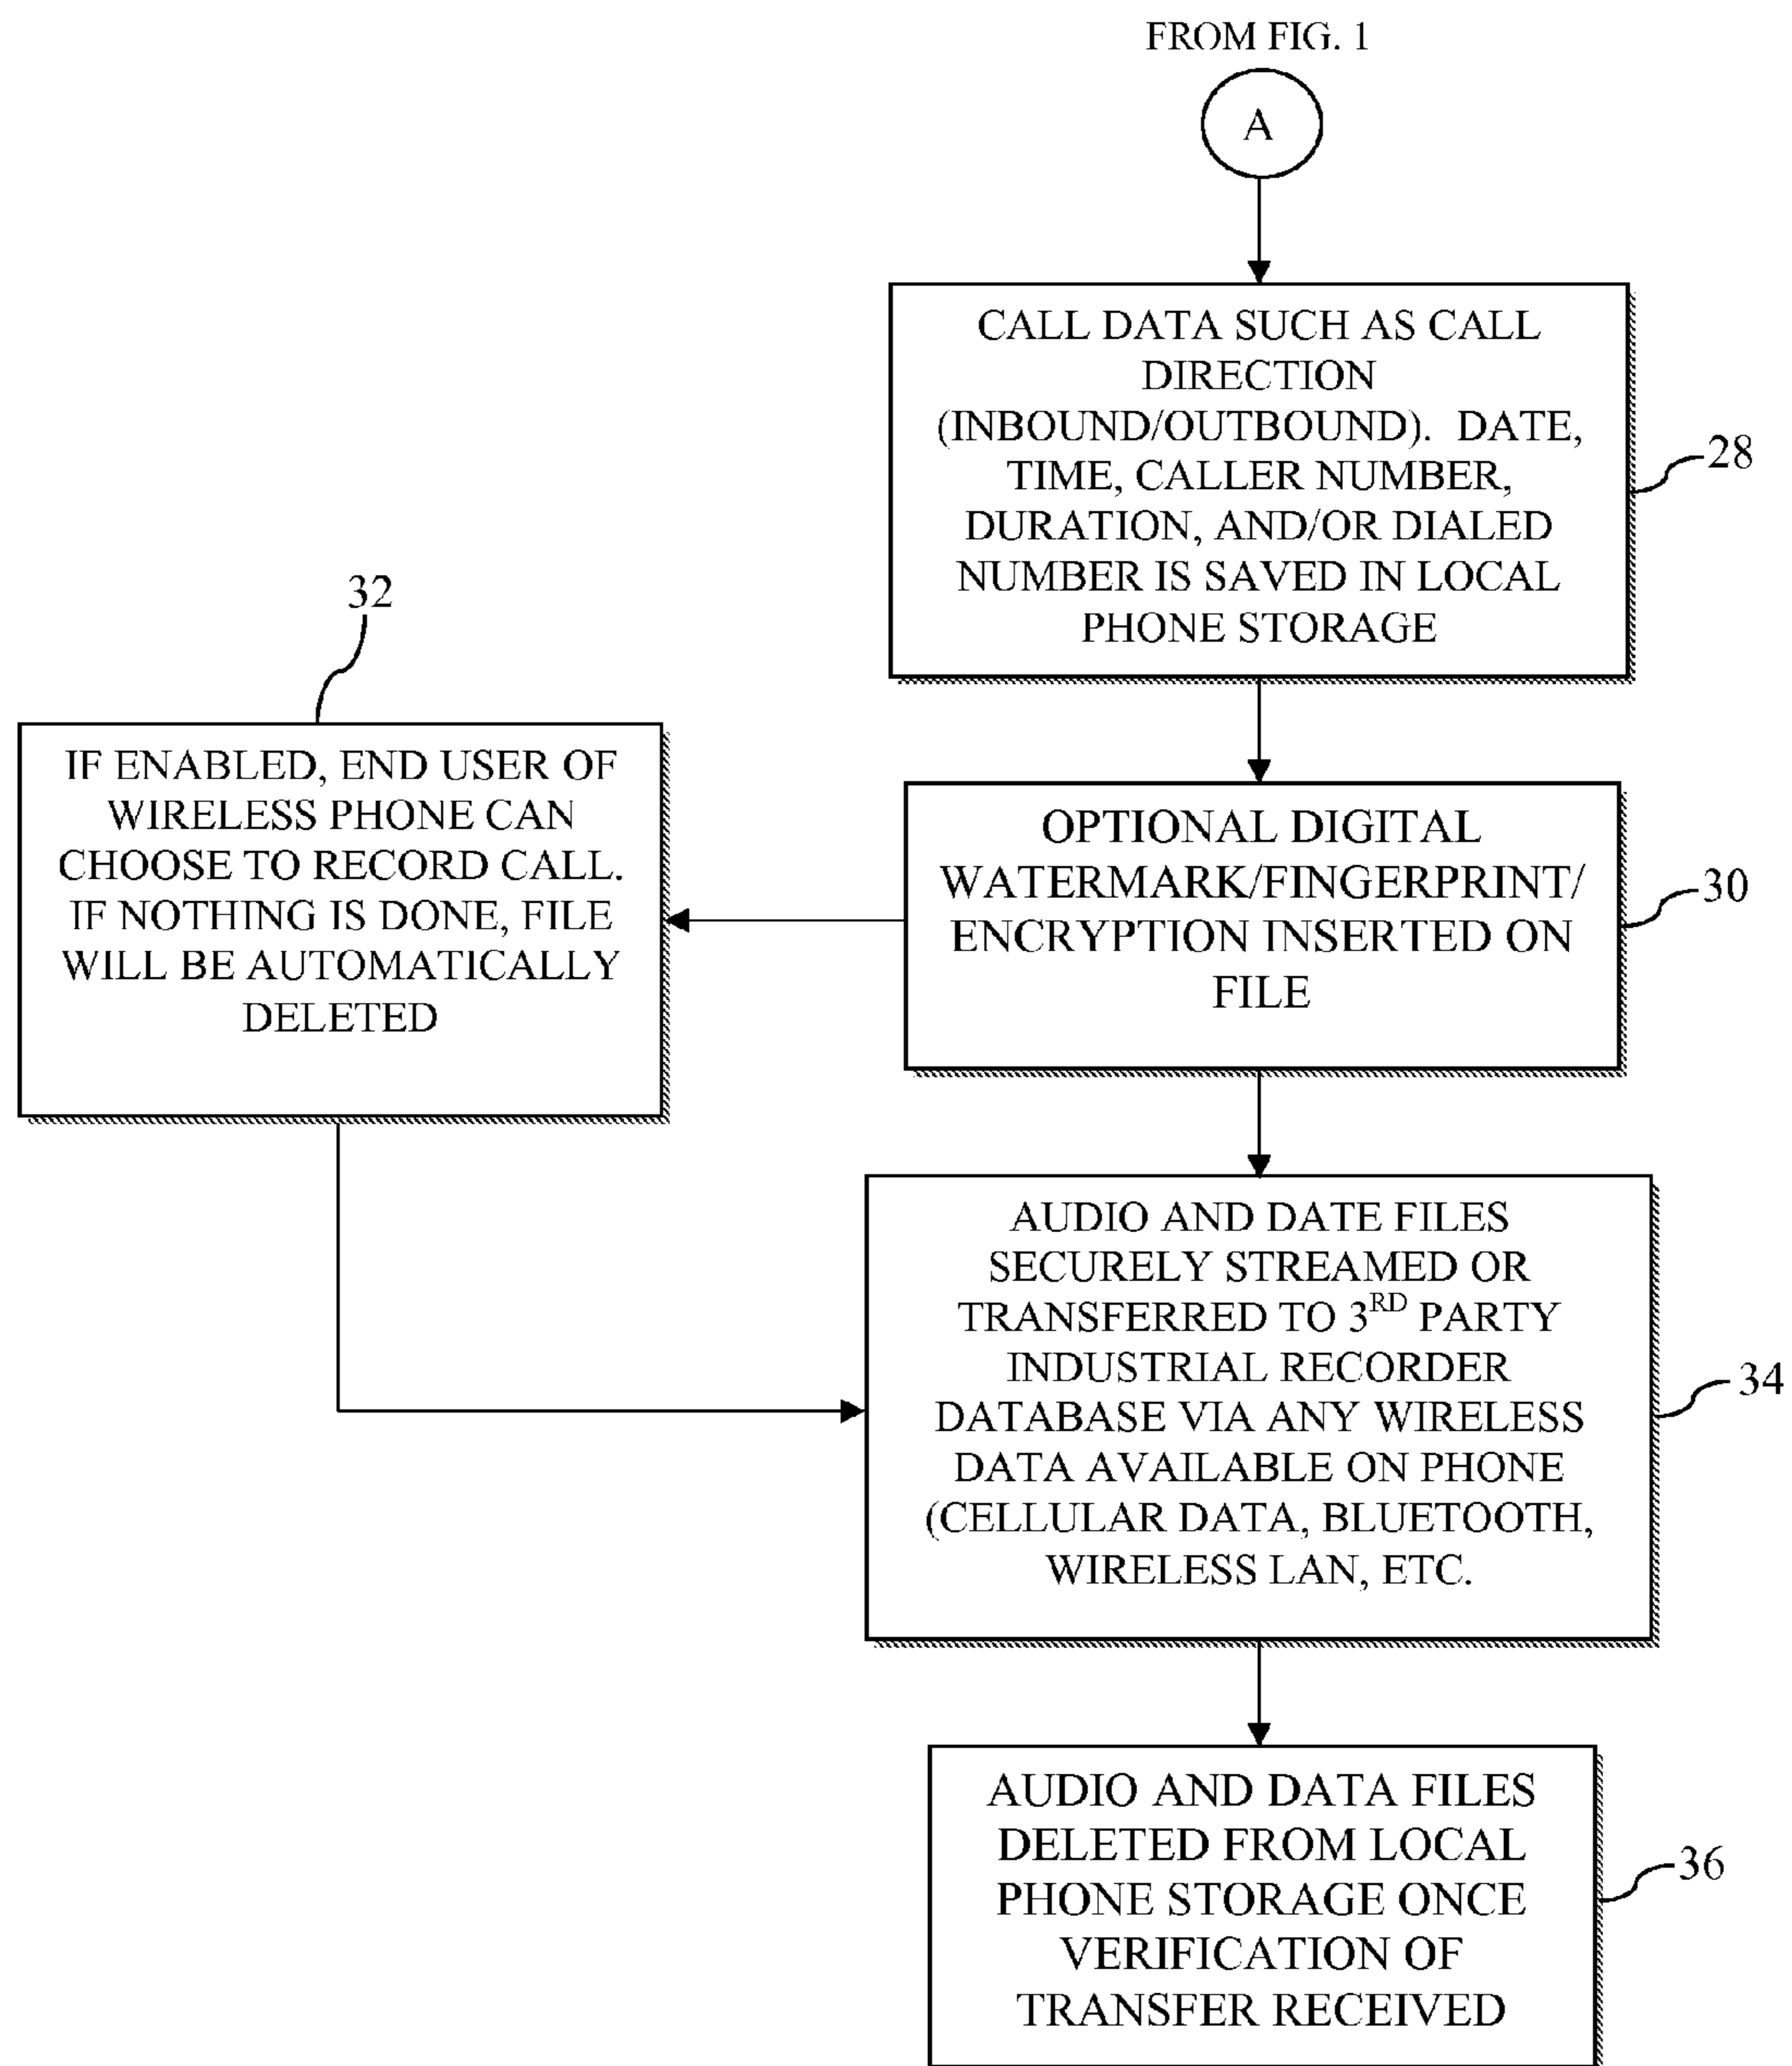 FROM FIG. 1
A
CALL DATA SUCH AS CALL
DIRECTION
(INBOUND/OUTBOUND). DATE,
TIME, CALLER NUMBER,
DURATION, AND/OR DIALED
NUMBER IS SAVED IN LOCAL
PHONE STORAGE
28
OPTIONAL DIGITAL
WATERMARK/FINGERPRINT/
ENCRYPTION INSERTED ON
FILE
30
32
IF ENABLED, END USER OF
WIRELESS PHONE CAN
CHOOSE TO RECORD CALL.
IF NOTHING IS DONE, FILE
WILL BE AUTOMATICALLY
DELETED
AUDIO AND DATE FILES
SECURELY STREAMED OR
TRANSFERRED TO 3RD PARTY
INDUSTRIAL RECORDER
DATABASE VIA ANY WIRELESS
DATA AVAILABLE ON PHONE
(CELLULAR DATA, BLUETOOTH,
WIRELESS LAN, ETC.
34
AUDIO AND DATA FILES
DELETED FROM LOCAL
PHONE STORAGE ONCE
VERIFICATION OF
TRANSFER RECEIVED
36